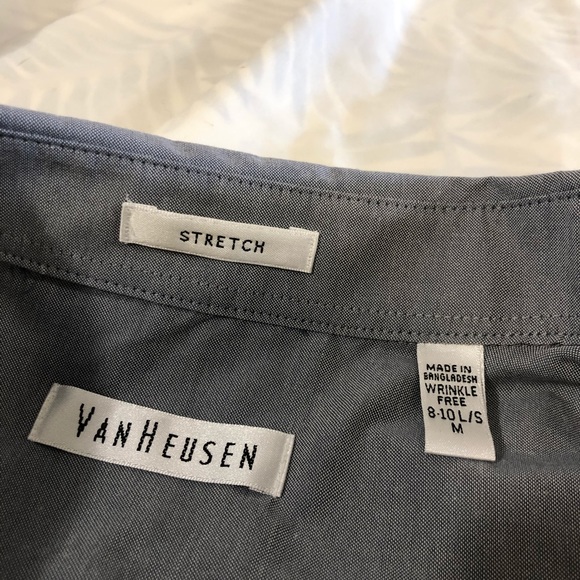 STRETCH
VANHEUSEN
MADE IN
BANGLADESH
WRINKLE
FREE
8-10 L/S
M